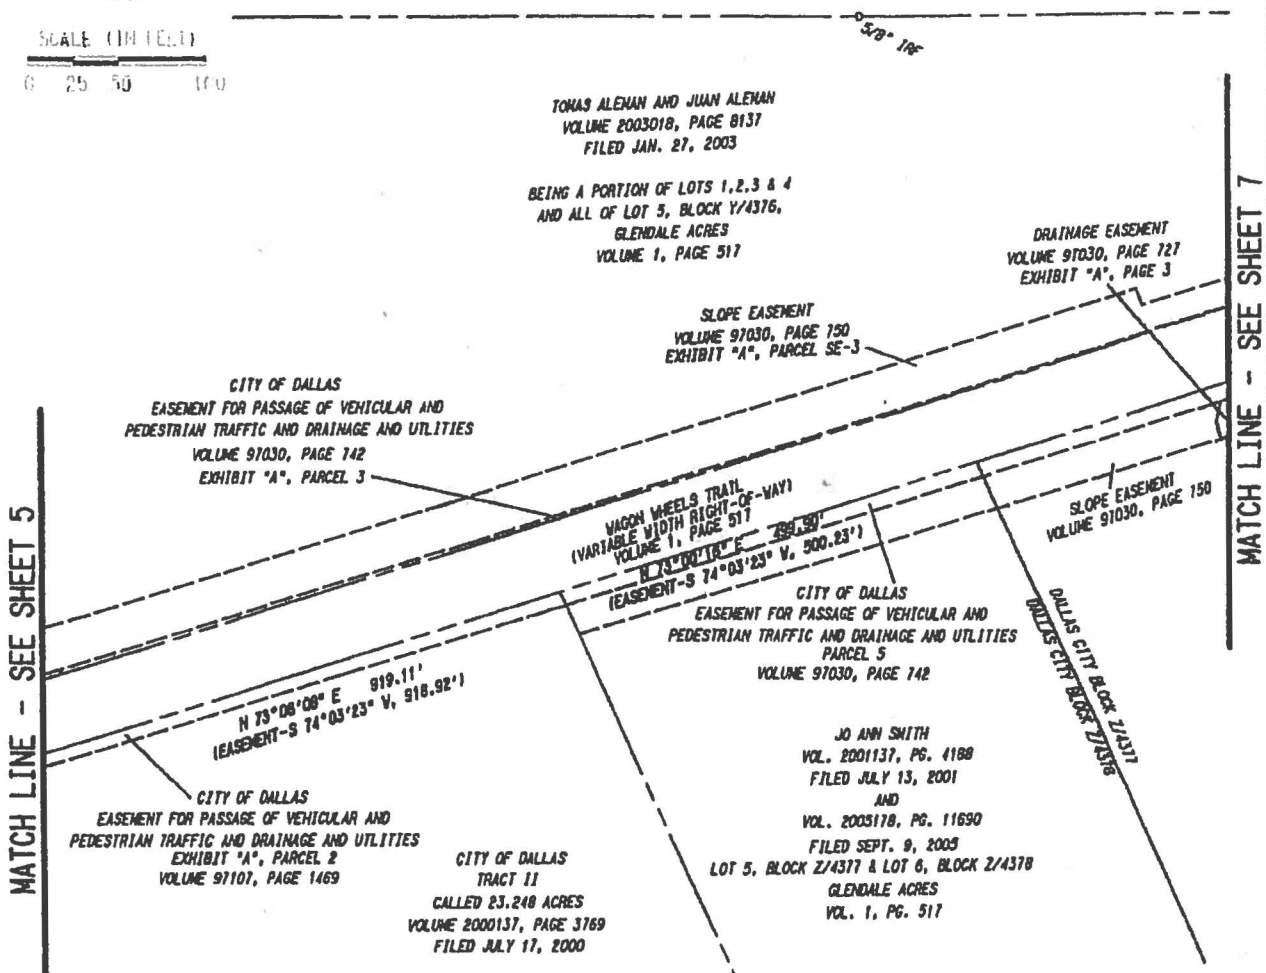 SCALE (IN FEET)
0 25 50 100
5/8" IRF
TOMAS ALEMAN AND JUAN ALEMAN
VOLUME 2003018, PAGE 8137
FILED JAN. 27, 2003
BEING A PORTION OF LOTS 1,2,3 & 4
AND ALL OF LOT 5, BLOCK Y/4376,
GLENDALE ACRES
VOLUME 1, PAGE 517
DRAINAGE EASEMENT
VOLUME 97030, PAGE 727
EXHIBIT "A", PAGE 3
MATCH LINE - SEE SHEET 7
SLOPE EASEMENT
VOLUME 97030, PAGE 750
EXHIBIT "A", PARCEL SE-3
CITY OF DALLAS
EASEMENT FOR PASSAGE OF VEHICULAR AND
PEDESTRIAN TRAFFIC AND DRAINAGE AND UTLITIES
VOLUME 97030, PAGE 742
EXHIBIT "A", PARCEL 3
WAGON WHEELS TRAIL
(VARIABLE WIDTH RIGHT-OF-WAY)
VOLUME 1, PAGE 517
N 73°00'16" E 499.90'
(EASEMENT-S 74°03'23" W, 500.23')
SLOPE EASEMENT
VOLUME 97030, PAGE 750
MATCH LINE - SEE SHEET 5
CITY OF DALLAS
EASEMENT FOR PASSAGE OF VEHICULAR AND
PEDESTRIAN TRAFFIC AND DRAINAGE AND UTLITIES
PARCEL 5
VOLUME 97030, PAGE 742
DALLAS CITY BLOCK Z/4377
DALLAS CITY BLOCK Z/4378
N 73°06'08" E 919.11'
(EASEMENT-S 74°03'23" W, 918.92')
CITY OF DALLAS
EASEMENT FOR PASSAGE OF VEHICULAR AND
PEDESTRIAN TRAFFIC AND DRAINAGE AND UTLITIES
EXHIBIT "A", PARCEL 2
VOLUME 97107, PAGE 1469
CITY OF DALLAS
TRACT II
CALLED 23.248 ACRES
VOLUME 2000137, PAGE 3769
FILED JULY 17, 2000
JO ANN SMITH
VOL. 2001137, PG. 4188
FILED JULY 13, 2001
AND
VOL. 2005178, PG. 11690
FILED SEPT. 9, 2005
LOT 5, BLOCK Z/4377 & LOT 6, BLOCK Z/4378
GLENDALE ACRES
VOL. 1, PG. 517